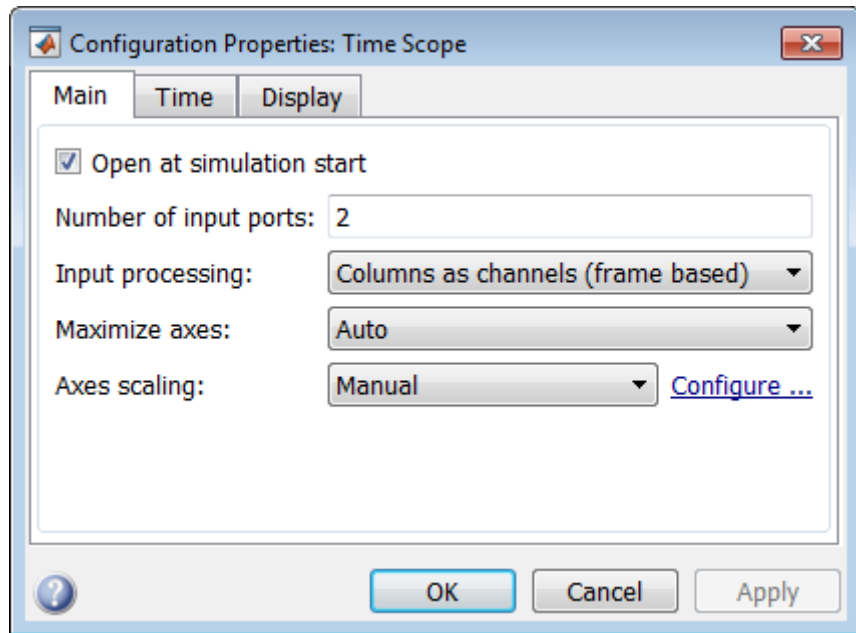 Configuration Properties: Time Scope
Main Time Display
Open at simulation start
Number of input ports: 2
Input processing: Columns as channels (frame based)
Maximize axes: Auto
Axes scaling: Manual Configure ...
? OK Cancel Apply